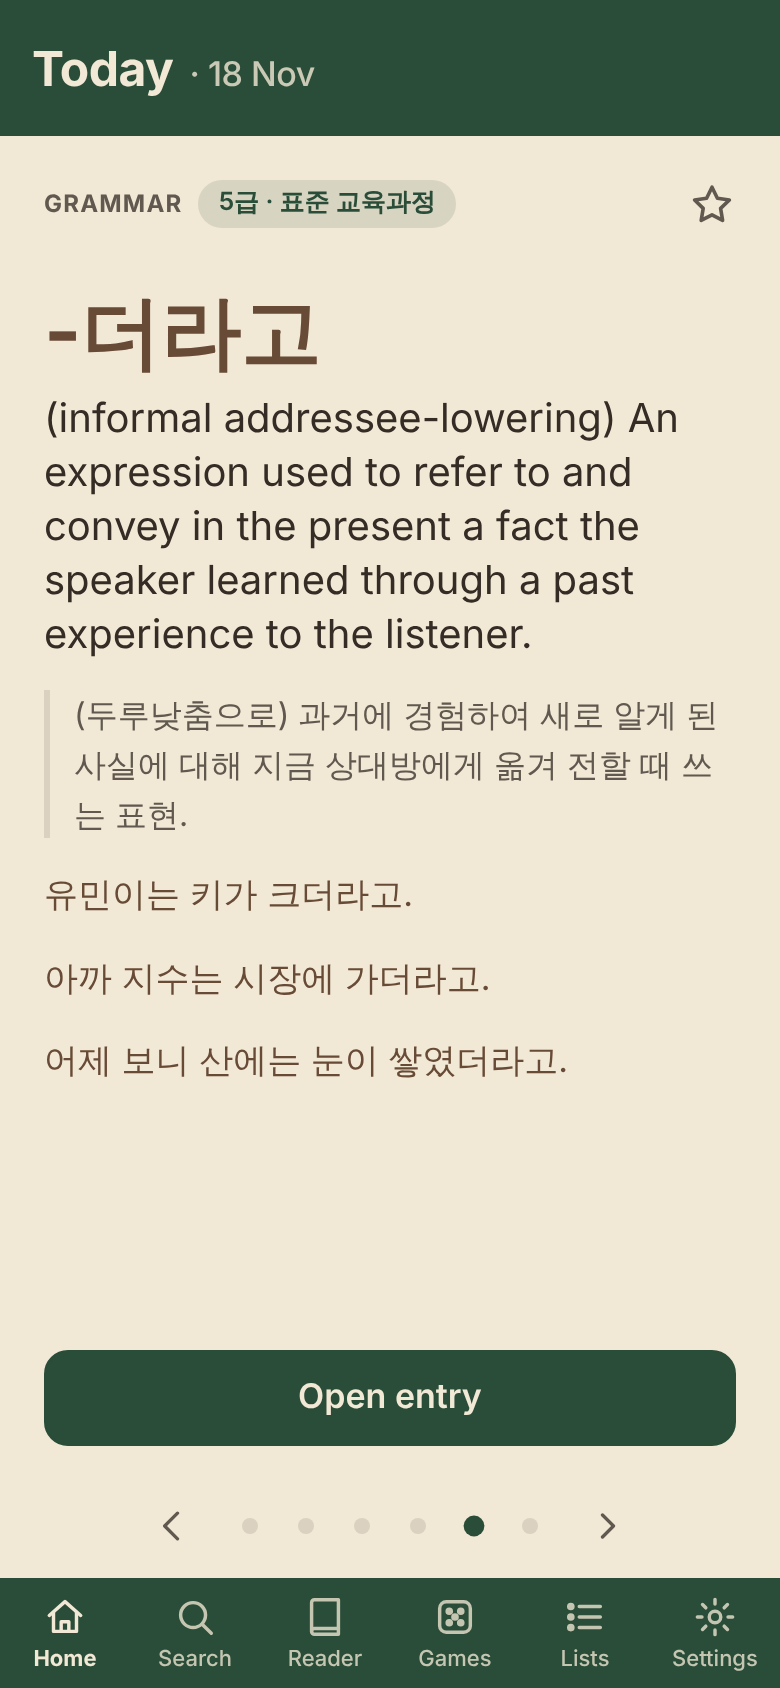 Today · 18 Nov
GRAMMAR 5급 · 표준 교육과정
-더라고
(informal addressee-lowering) An
expression used to refer to and
convey in the present a fact the
speaker learned through a past
experience to the listener.
(두루낮춤으로) 과거에 경험하여 새로 알게 된
사실에 대해 지금 상대방에게 옮겨 전할 때 쓰
는 표현.
유민이는 키가 크더라고.
아까 지수는 시장에 가더라고.
어제 보니 산에는 눈이 쌓였더라고.
Open entry
Home Search Reader Games Lists Settings